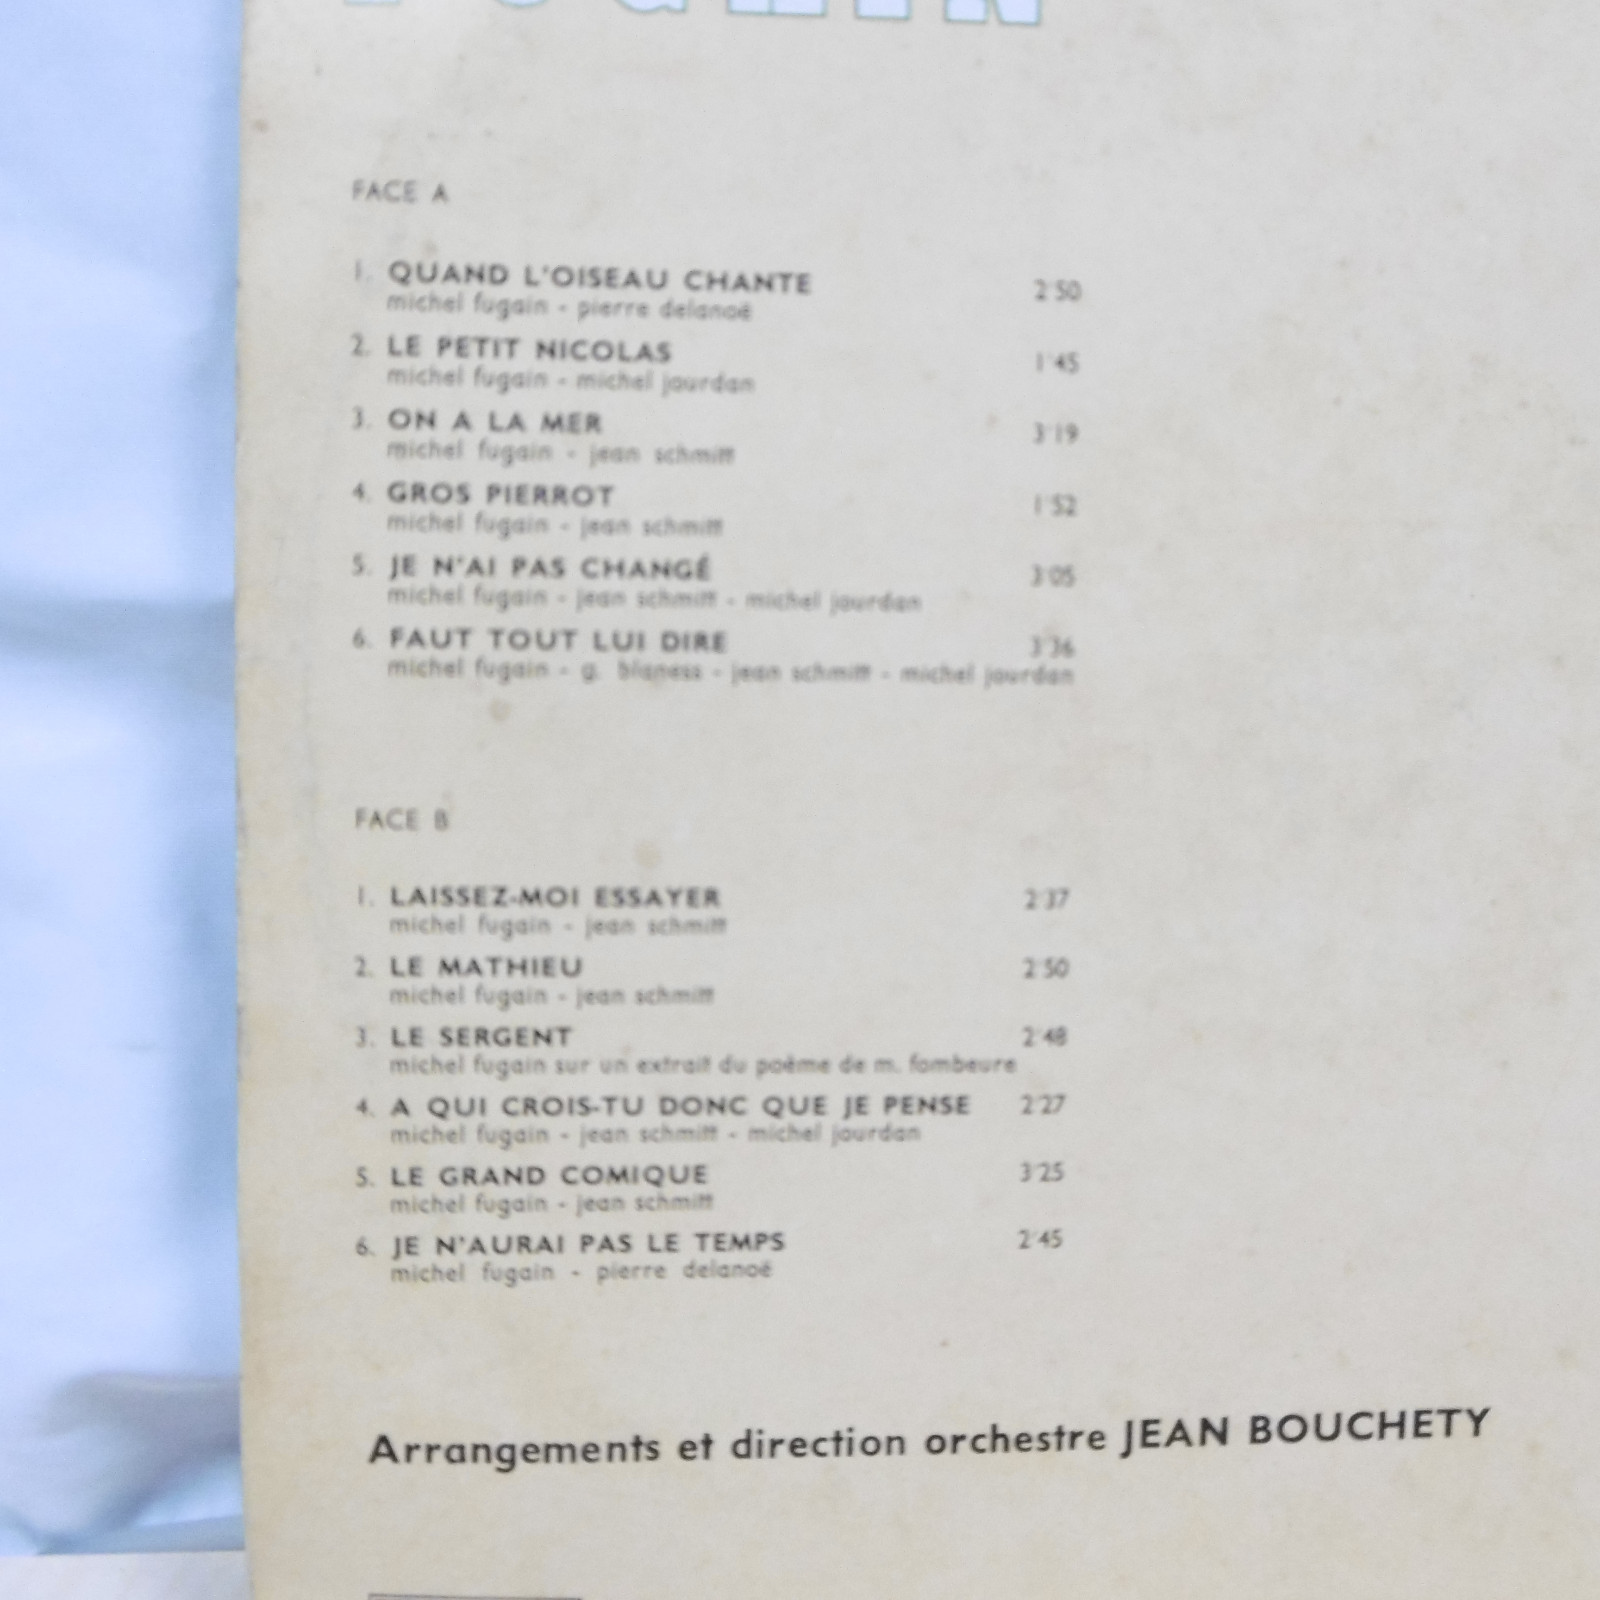 FUGAIN
FACE A
1. QUAND L'OISEAU CHANTE 2'50
michel fugain - pierre delanoë
2. LE PETIT NICOLAS 1'45
michel fugain - michel jourdan
3. ON A LA MER 3'19
michel fugain - jean schmitt
4. GROS PIERROT 1'52
michel fugain - jean schmitt
5. JE N'AI PAS CHANGÉ 3'05
michel fugain - jean schmitt - michel jourdan
6. FAUT TOUT LUI DIRE 3'36
michel fugain - g. blaness - jean schmitt - michel jourdan
FACE B
1. LAISSEZ-MOI ESSAYER 2'37
michel fugain - jean schmitt
2. LE MATHIEU 2'50
michel fugain - jean schmitt
3. LE SERGENT 2'48
michel fugain sur un extrait du poème de m. fombeure
4. A QUI CROIS-TU DONC QUE JE PENSE 2'27
michel fugain - jean schmitt - michel jourdan
5. LE GRAND COMIQUE 3'25
michel fugain - jean schmitt
6. JE N'AURAI PAS LE TEMPS 2'45
michel fugain - pierre delanoë
Arrangements et direction orchestre JEAN BOUCHETY